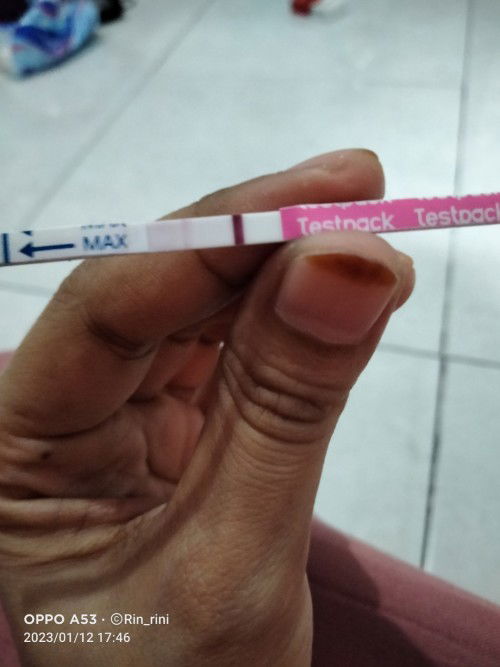 MAX
Testpack Testpack
OPPO A53 · ©Rin_rini
2023/01/12 17:46